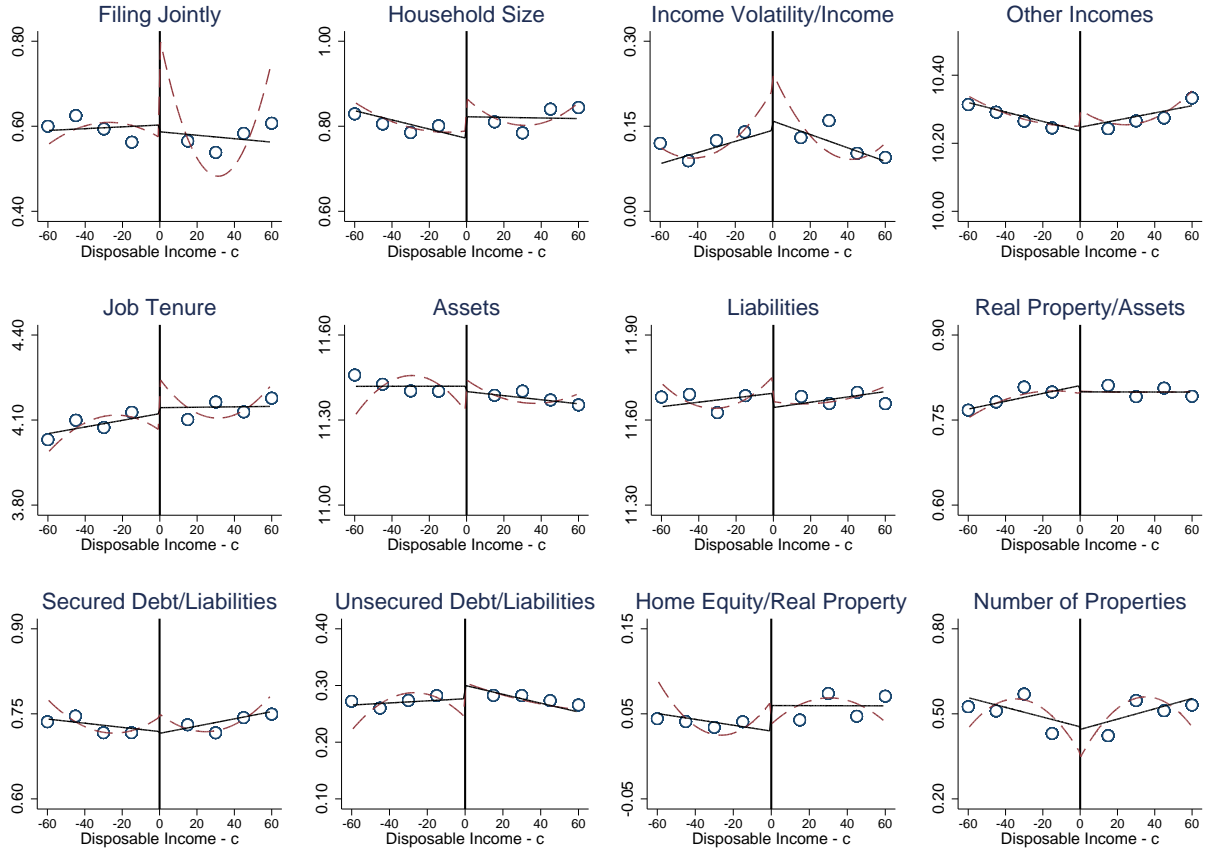 Filing Jointly
0.80
0.60
0.40
-60 -40 -20 0 20 40 60
Disposable Income - c
Household Size
1.00
0.80
0.60
-60 -40 -20 0 20 40 60
Disposable Income - c
Income Volatility/Income
0.30
0.15
0.00
-60 -40 -20 0 20 40 60
Disposable Income - c
Other Incomes
10.40
10.20
10.00
-60 -40 -20 0 20 40 60
Disposable Income - c
Job Tenure
4.40
4.10
3.80
-60 -40 -20 0 20 40 60
Disposable Income - c
Assets
11.60
11.30
11.00
-60 -40 -20 0 20 40 60
Disposable Income - c
Liabilities
11.90
11.60
11.30
-60 -40 -20 0 20 40 60
Disposable Income - c
Real Property/Assets
0.90
0.75
0.60
-60 -40 -20 0 20 40 60
Disposable Income - c
Secured Debt/Liabilities
0.90
0.75
0.60
-60 -40 -20 0 20 40 60
Disposable Income - c
Unsecured Debt/Liabilities
0.40
0.30
0.20
0.10
-60 -40 -20 0 20 40 60
Disposable Income - c
Home Equity/Real Property
0.15
0.05
-0.05
-60 -40 -20 0 20 40 60
Disposable Income - c
Number of Properties
0.80
0.50
0.20
-60 -40 -20 0 20 40 60
Disposable Income - c